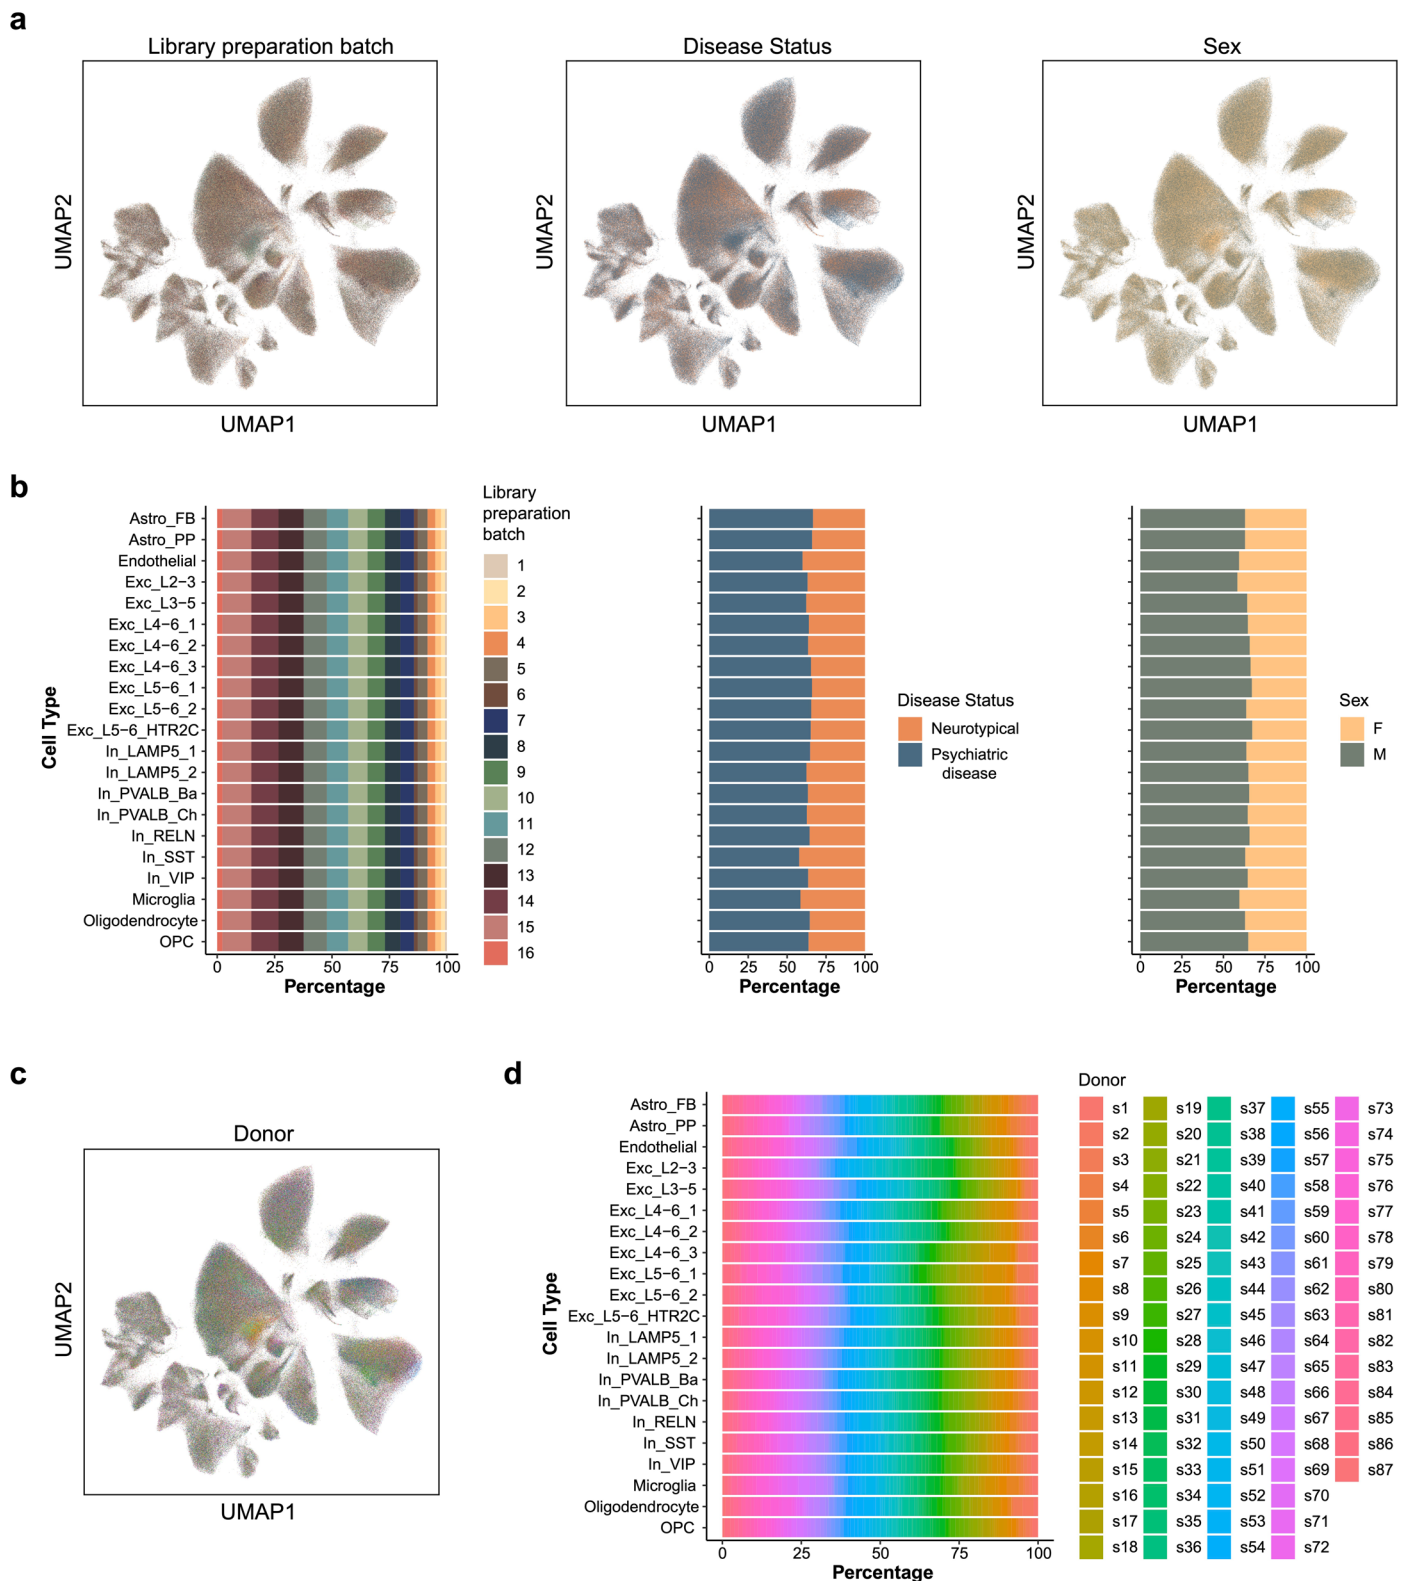 a
Library preparation batch
Disease Status
Sex
UMAP2
UMAP2
UMAP2
UMAP1
UMAP1
UMAP1
b
Cell Type
Astro_FB
Astro_PP
Endothelial
Exc_L2−3
Exc_L3−5
Exc_L4−6_1
Exc_L4−6_2
Exc_L4−6_3
Exc_L5−6_1
Exc_L5−6_2
Exc_L5−6_HTR2C
In_LAMP5_1
In_LAMP5_2
In_PVALB_Ba
In_PVALB_Ch
In_RELN
In_SST
In_VIP
Microglia
Oligodendrocyte
OPC
0 25 50 75 100
Percentage
Library
preparation
batch
1
2
3
4
5
6
7
8
9
10
11
12
13
14
15
16
0 25 50 75 100
Percentage
Disease Status
Neurotypical
Psychiatric
disease
0 25 50 75 100
Percentage
Sex
F
M
c
Donor
UMAP2
UMAP1
d
Cell Type
Astro_FB
Astro_PP
Endothelial
Exc_L2−3
Exc_L3−5
Exc_L4−6_1
Exc_L4−6_2
Exc_L4−6_3
Exc_L5−6_1
Exc_L5−6_2
Exc_L5−6_HTR2C
In_LAMP5_1
In_LAMP5_2
In_PVALB_Ba
In_PVALB_Ch
In_RELN
In_SST
In_VIP
Microglia
Oligodendrocyte
OPC
0 25 50 75 100
Percentage
Donor
s1 s19 s37 s55 s73
s2 s20 s38 s56 s74
s3 s21 s39 s57 s75
s4 s22 s40 s58 s76
s5 s23 s41 s59 s77
s6 s24 s42 s60 s78
s7 s25 s43 s61 s79
s8 s26 s44 s62 s80
s9 s27 s45 s63 s81
s10 s28 s46 s64 s82
s11 s29 s47 s65 s83
s12 s30 s48 s66 s84
s13 s31 s49 s67 s85
s14 s32 s50 s68 s86
s15 s33 s51 s69 s87
s16 s34 s52 s70
s17 s35 s53 s71
s18 s36 s54 s72